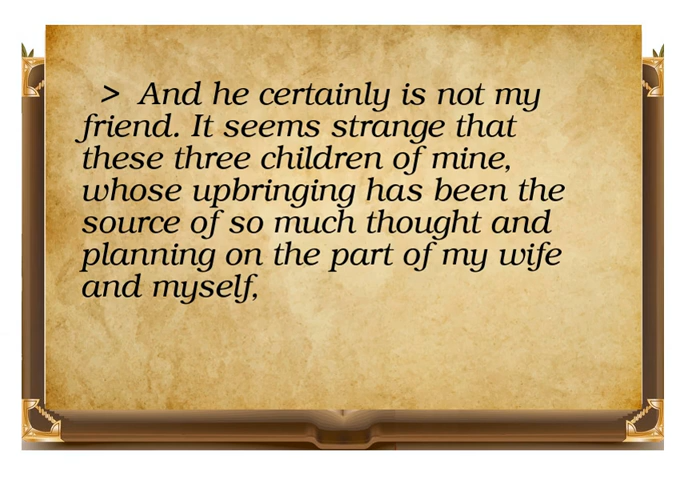 > And he certainly is not my
friend. It seems strange that
these three children of mine,
whose upbringing has been the
source of so much thought and
planning on the part of my wife
and myself,